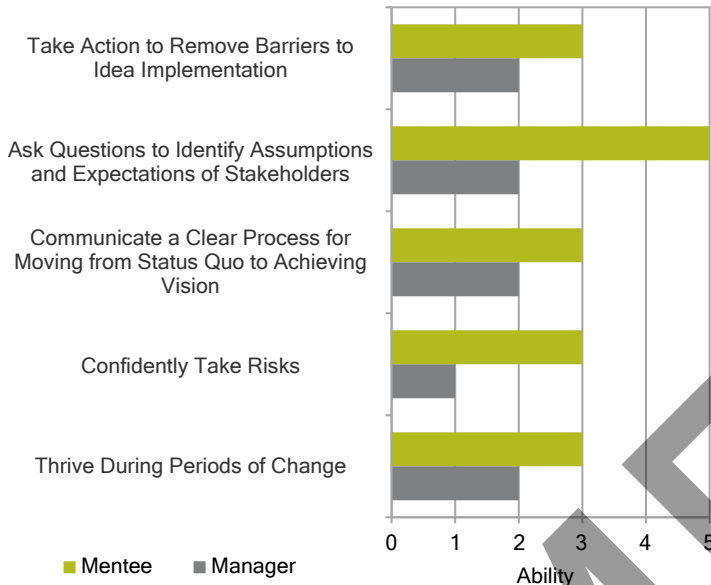 Take Action to Remove Barriers to
Idea Implementation
Ask Questions to Identify Assumptions
and Expectations of Stakeholders
Communicate a Clear Process for
Moving from Status Quo to Achieving
Vision
Confidently Take Risks
Thrive During Periods of Change
0 1 2 3 4 5
Mentee Manager
Ability